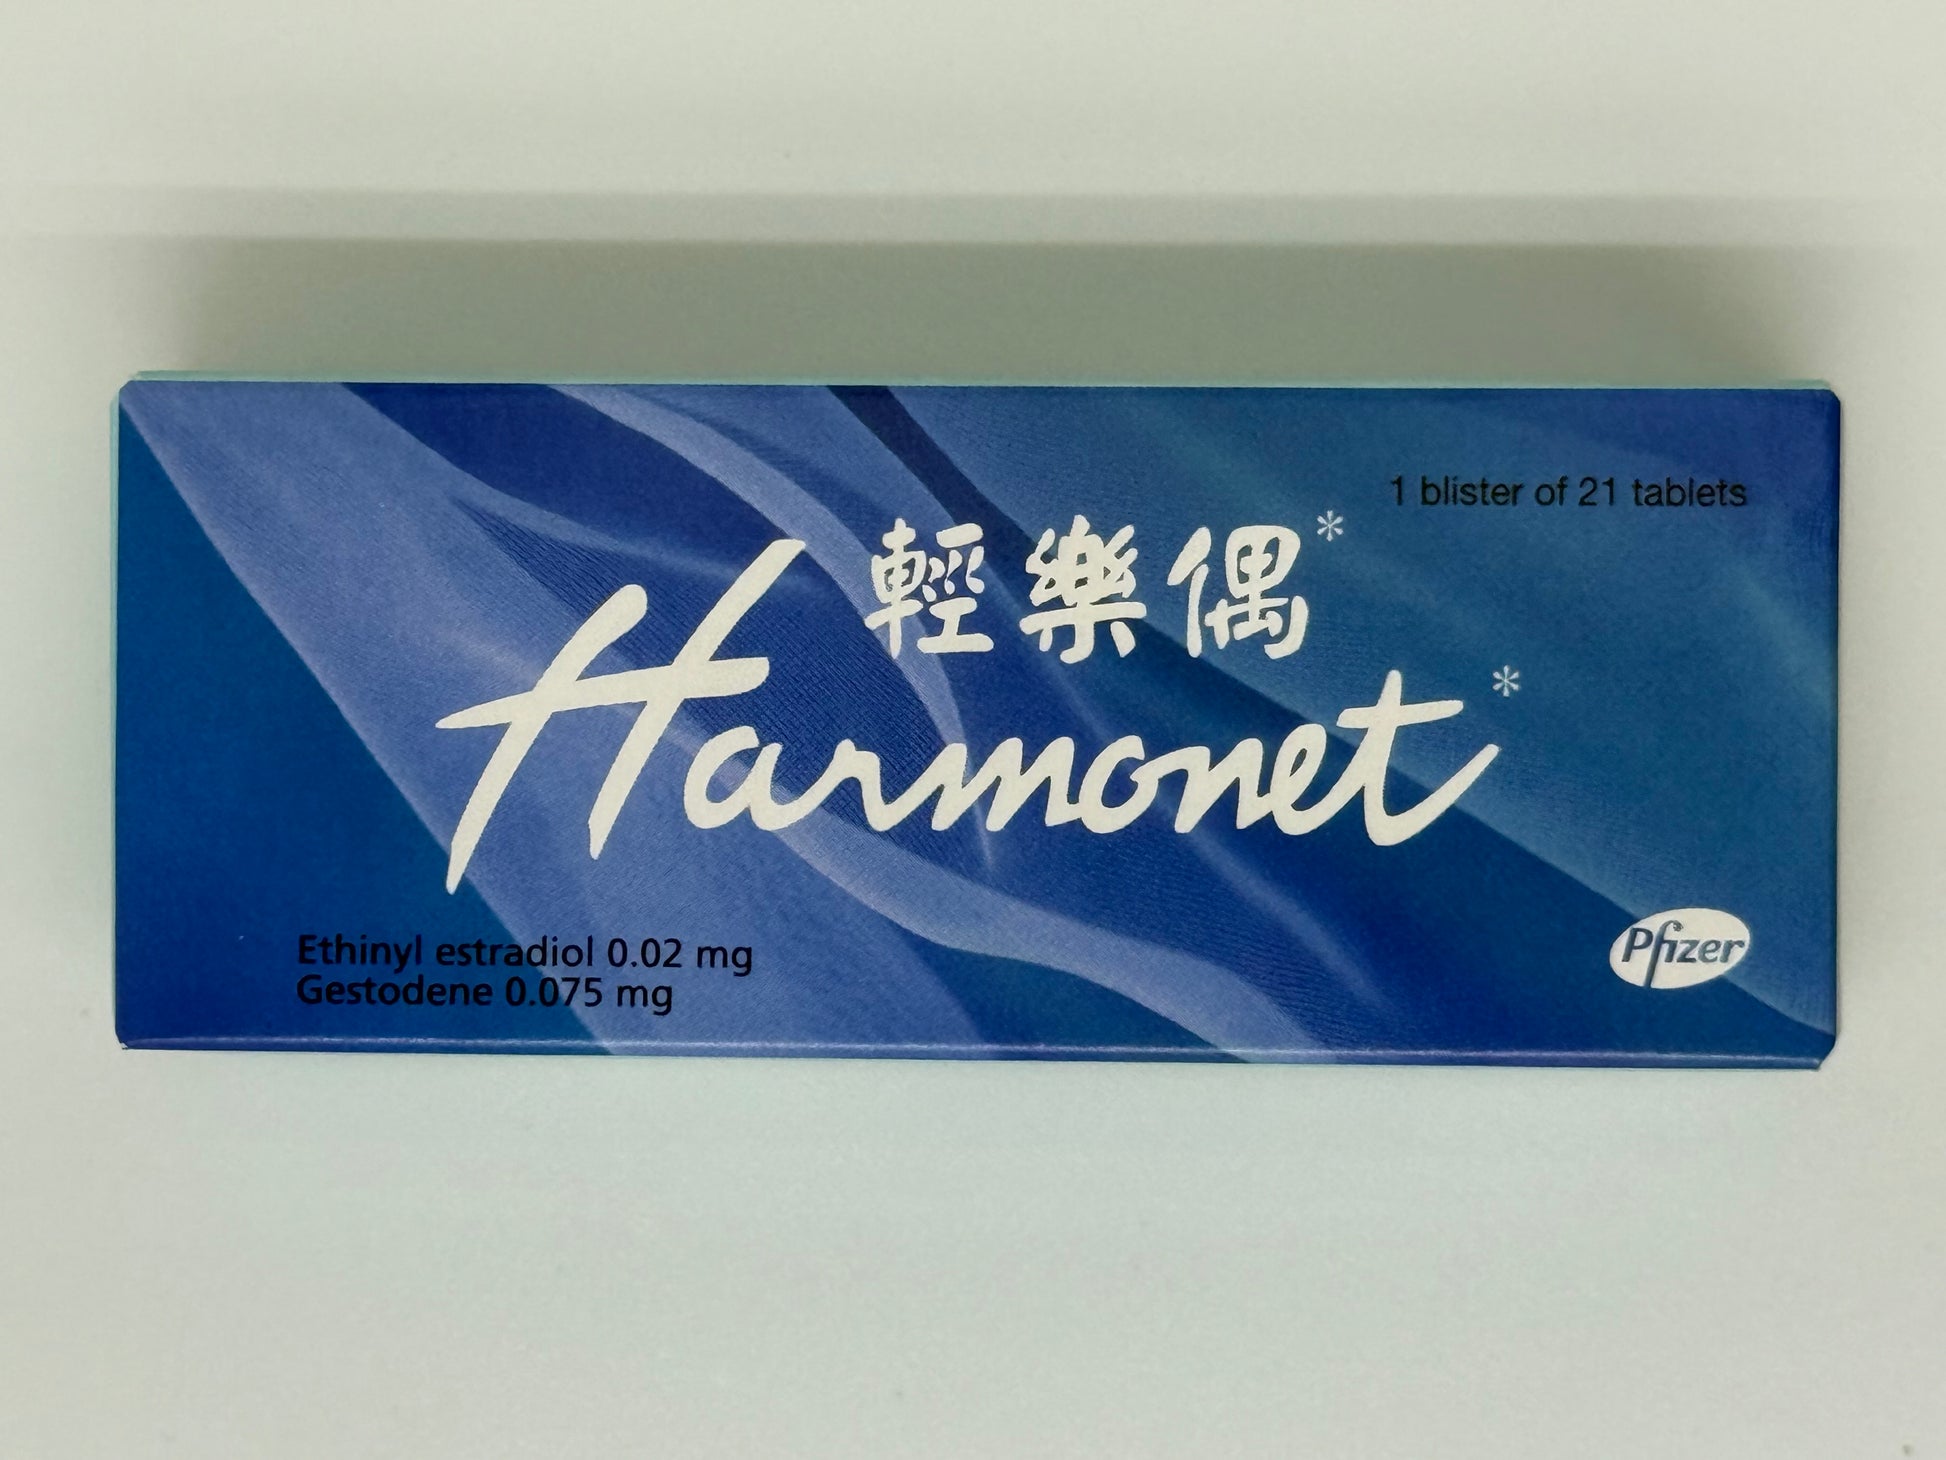 1 blister of 21 tablets
輕樂偶*
Harmonet*
Ethinyl estradiol 0.02 mg
Gestodene 0.075 mg
Pfizer